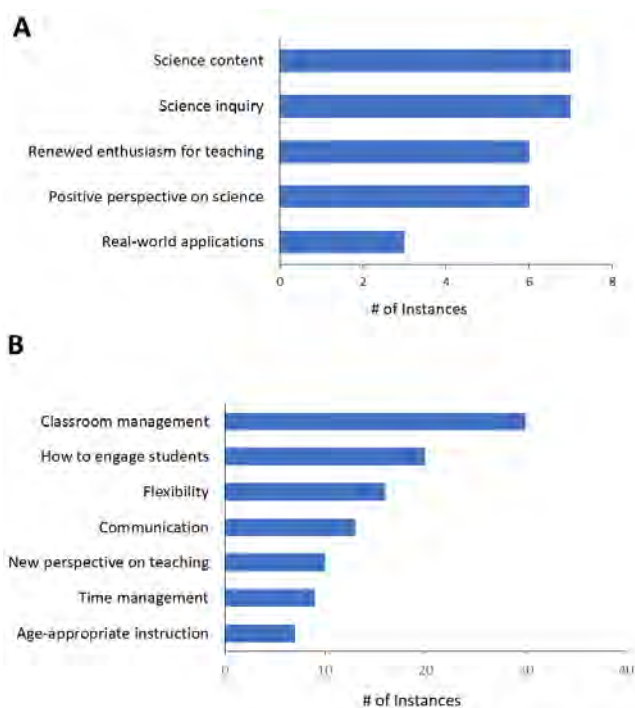 A
Science content
Science inquiry
Renewed enthusiasm for teaching
Positive perspective on science
Real-world applications
0 2 4 6 8
# of Instances
B
Classroom management
How to engage students
Flexibility
Communication
New perspective on teaching
Time management
Age-appropriate instruction
0 10 20 30 40
# of Instances